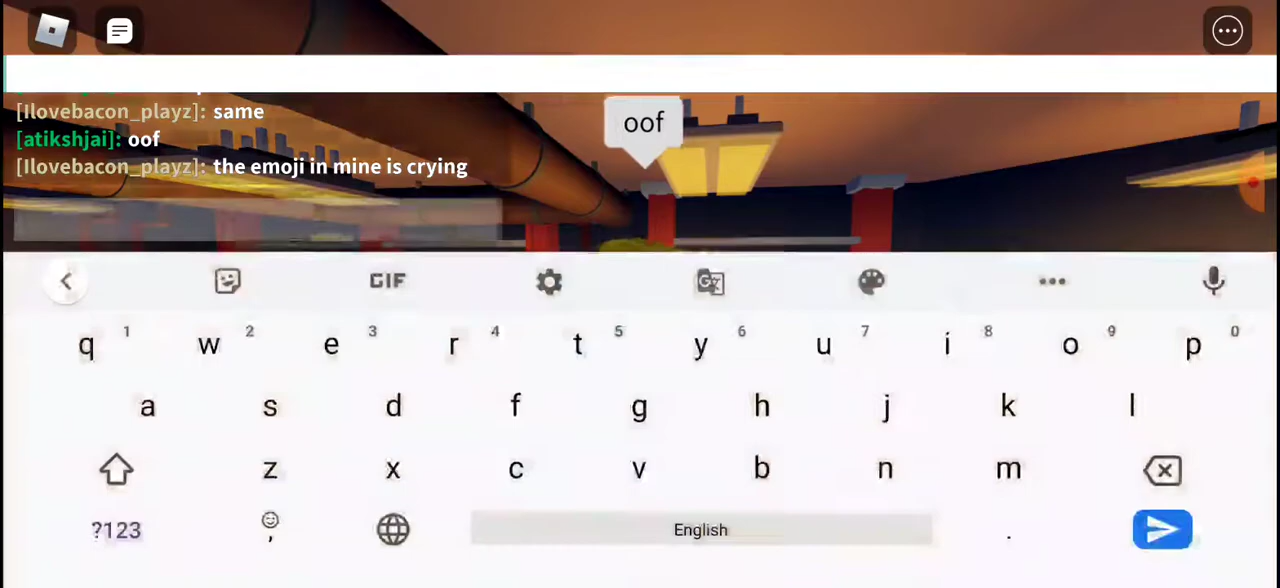 [Ilovebacon_playz]: same
[atikshjai]: oof
[Ilovebacon_playz]: the emoji in mine is crying
oof
GIF
q 1 w 2 e 3 r 4 t 5 y 6 u 7 i 8 o 9 p 0
a s d f g h j k l
z x c v b n m
?123 , English .